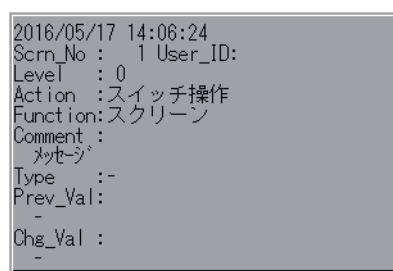 2016/05/17 14:06:24
Scrn_No :   1 User_ID:
Level   : 0
Action  :スイッチ操作
Function:スクリーン
Comment :
  ﾒｯｾｰｼﾞ
Type    :-
Prev_Val:
  -
Chg_Val :
  -